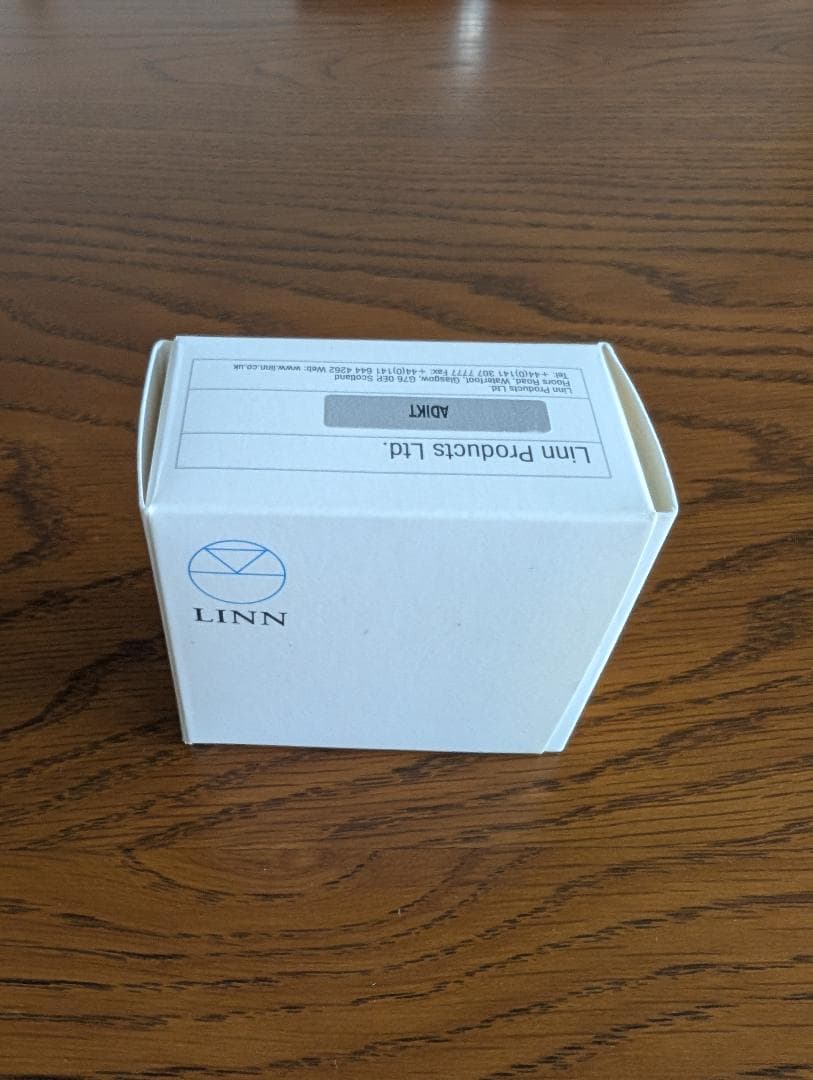 Linn Products Ltd.
ADIKT
Linn Products Ltd.
Floors Road, Waterfoot, Glasgow, G76 0EP, Scotland
Tel: +44(0)141 307 7777 Fax: +44(0)141 644 4262 Web: www.linn.co.uk
LINN